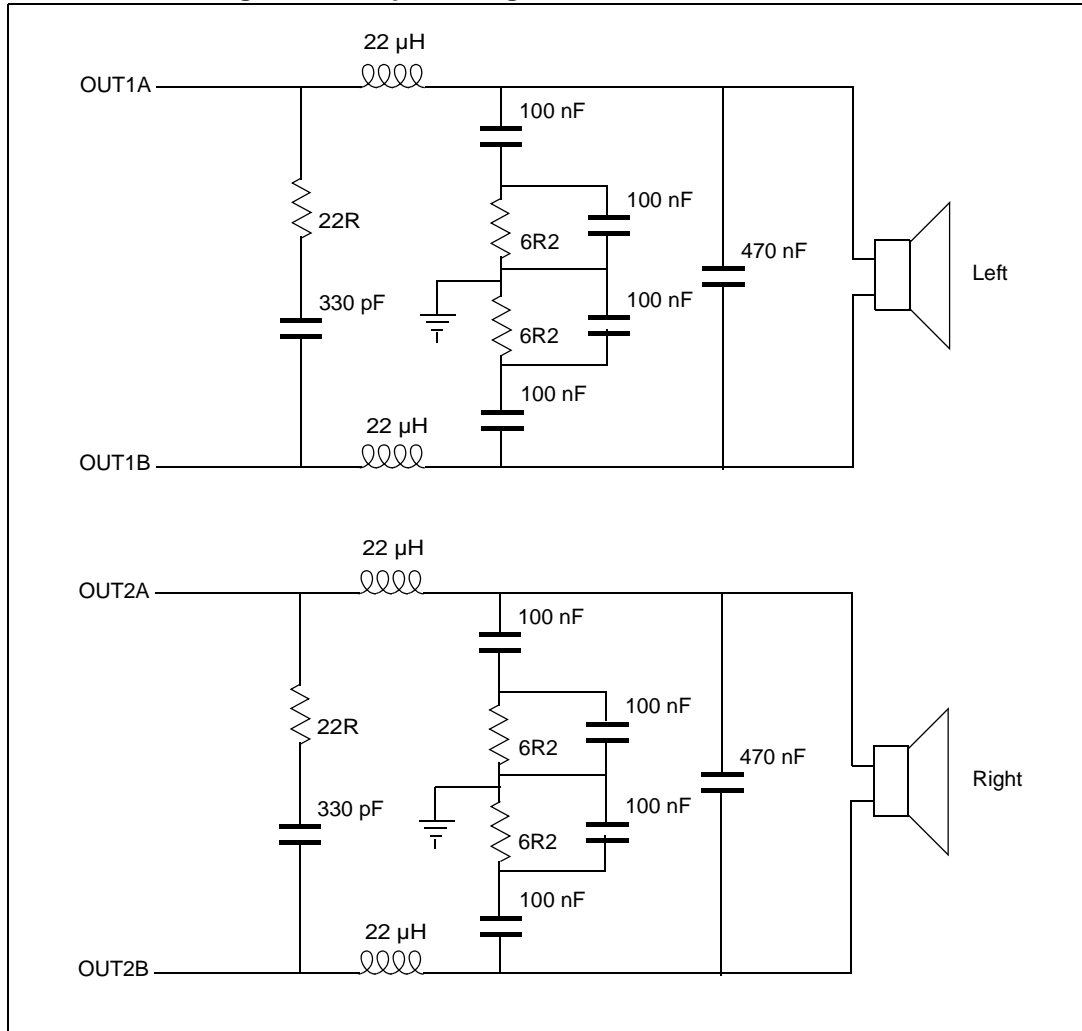 22 µH
OUT1A
100 nF
100 nF
22R
6R2
470 nF
Left
330 pF
100 nF
6R2
100 nF
22 µH
OUT1B
22 µH
OUT2A
100 nF
100 nF
22R
6R2
470 nF
Right
330 pF
100 nF
6R2
100 nF
22 µH
OUT2B